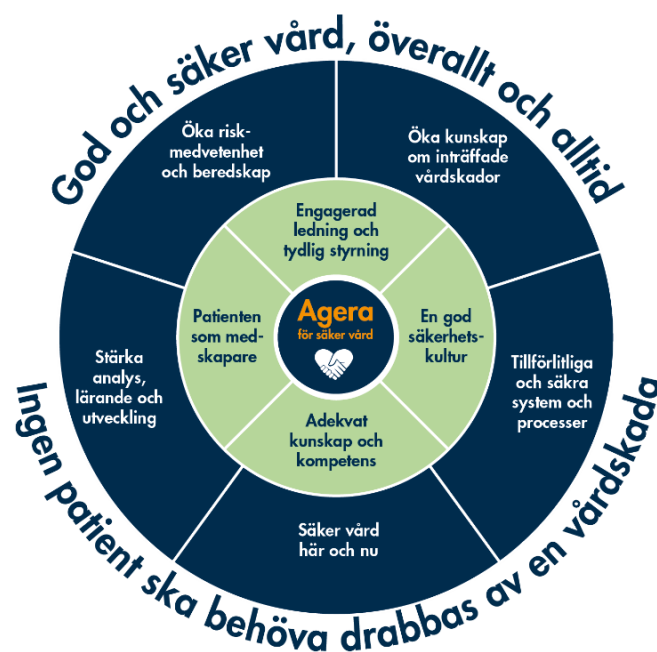 God och säker vård, överallt och alltid
Öka risk-
medvetenhet
och beredskap
Öka kunskap
om inträffade
vårdskador
Engagerad
ledning och
tydlig styrning
Patienten
som med-
skapare
Agera
för säker vård
En god
säkerhets-
kultur
Stärka
analys,
lärande och
utveckling
Tillförlitliga
och säkra
system och
processer
Adekvat
kunskap och
kompetens
Säker vård
här och nu
Ingen patient ska behöva drabbas av en vårdskada